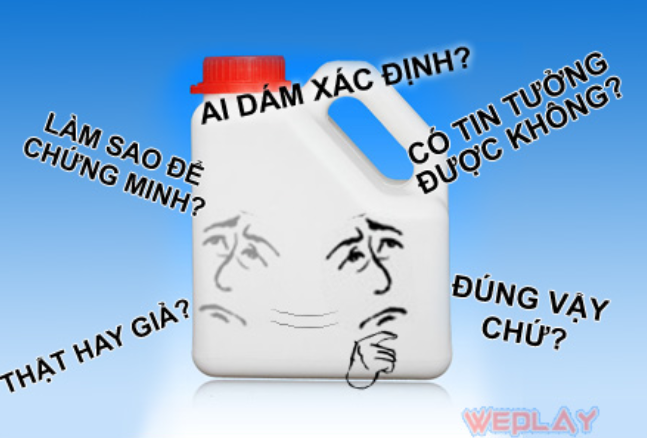 AI DÁM XÁC ĐỊNH?
LÀM SAO ĐỂ
CHỨNG MINH?
CÓ TIN TƯỞNG
ĐƯỢC KHÔNG?
THẬT HAY GIẢ?
ĐÚNG VẬY
CHỨ?
WEPLAY